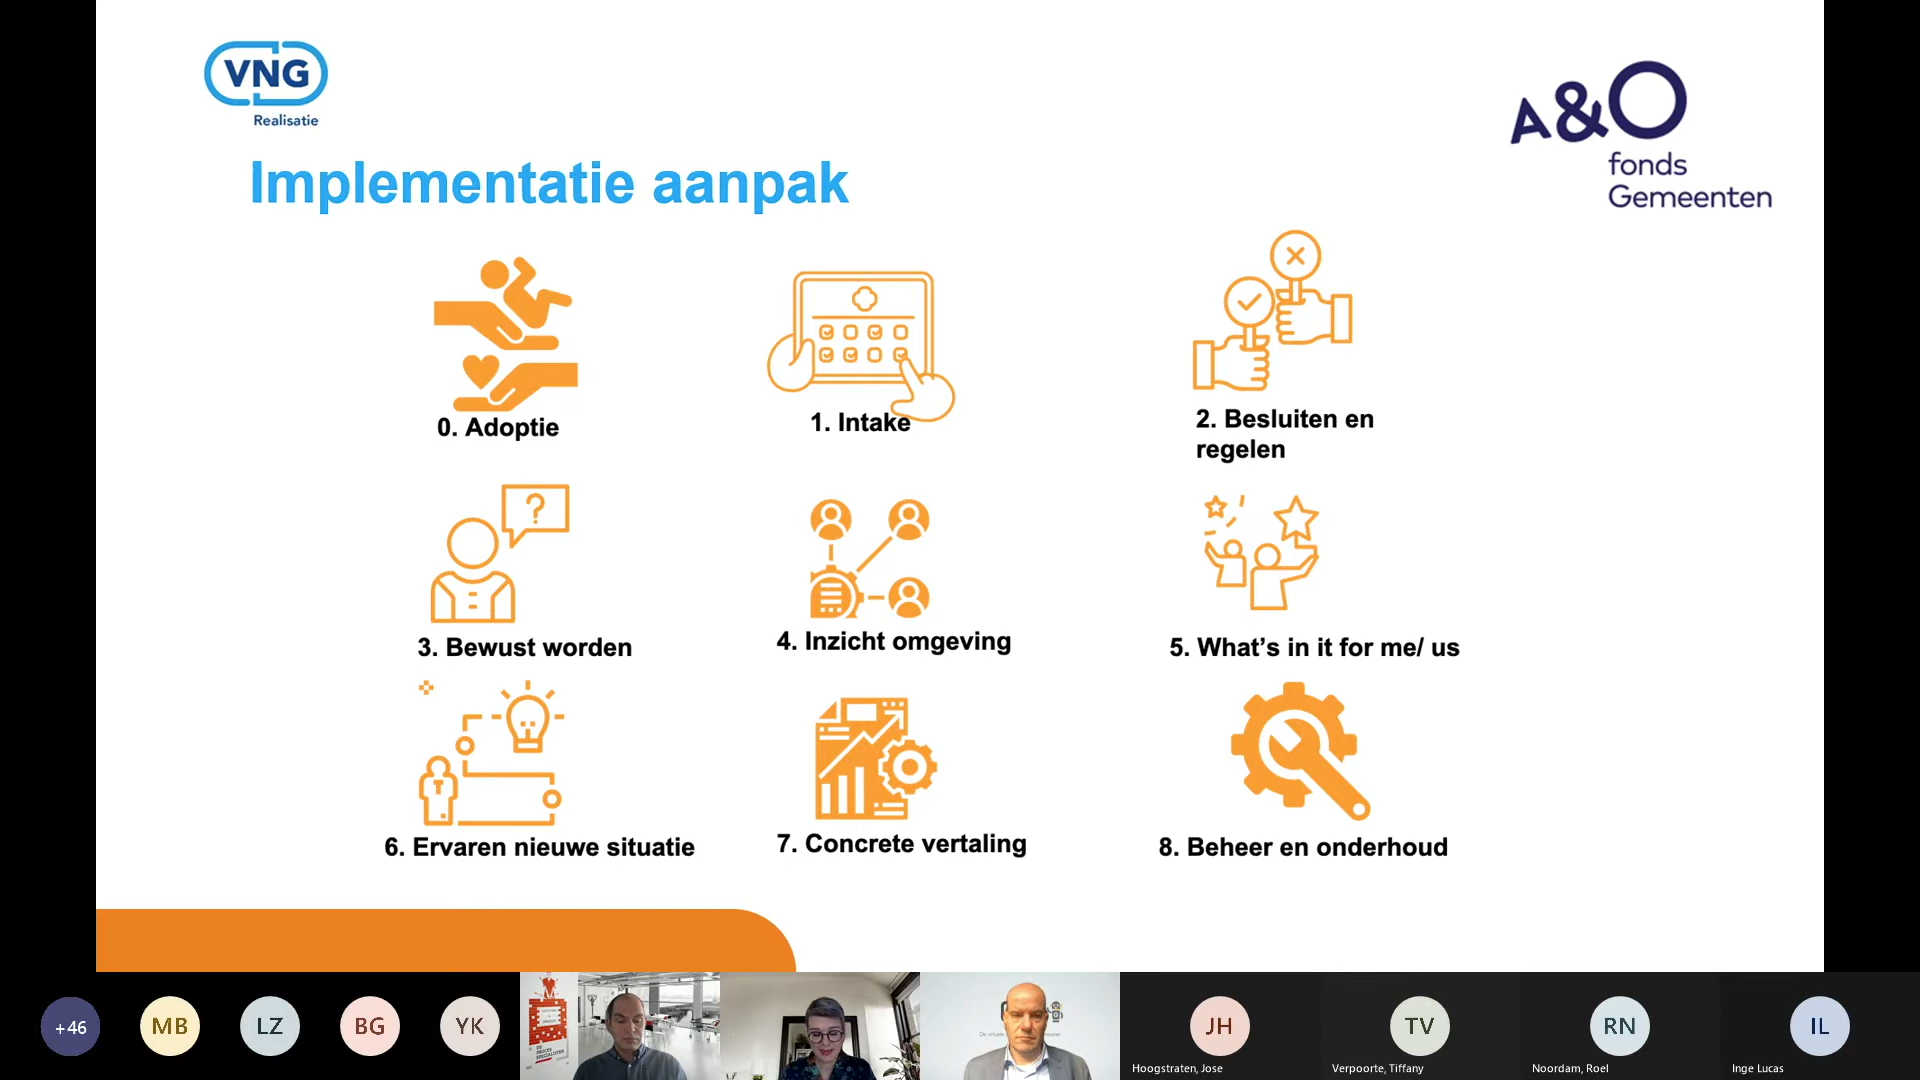 VNG
Realisatie
A&O
fonds
Gemeenten
Implementatie aanpak
0. Adoptie
1. Intake
2. Besluiten en
regelen
3. Bewust worden
4. Inzicht omgeving
5. What's in it for me/ us
6. Ervaren nieuwe situatie
7. Concrete vertaling
8. Beheer en onderhoud
+46
MB
LZ
BG
YK
JH
TV
RN
IL
Hoogstraten, Jose
Verpoorte, Tiffany
Noordam, Roel
Inge Lucas